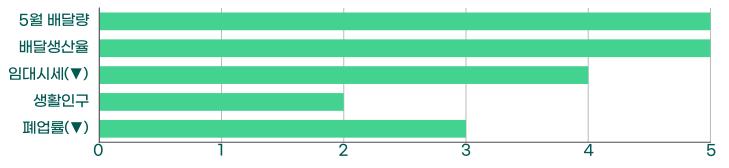 5월 배달량
배달생산율
임대시세(▼)
생활인구
폐업률(▼)
0 1 2 3 4 5